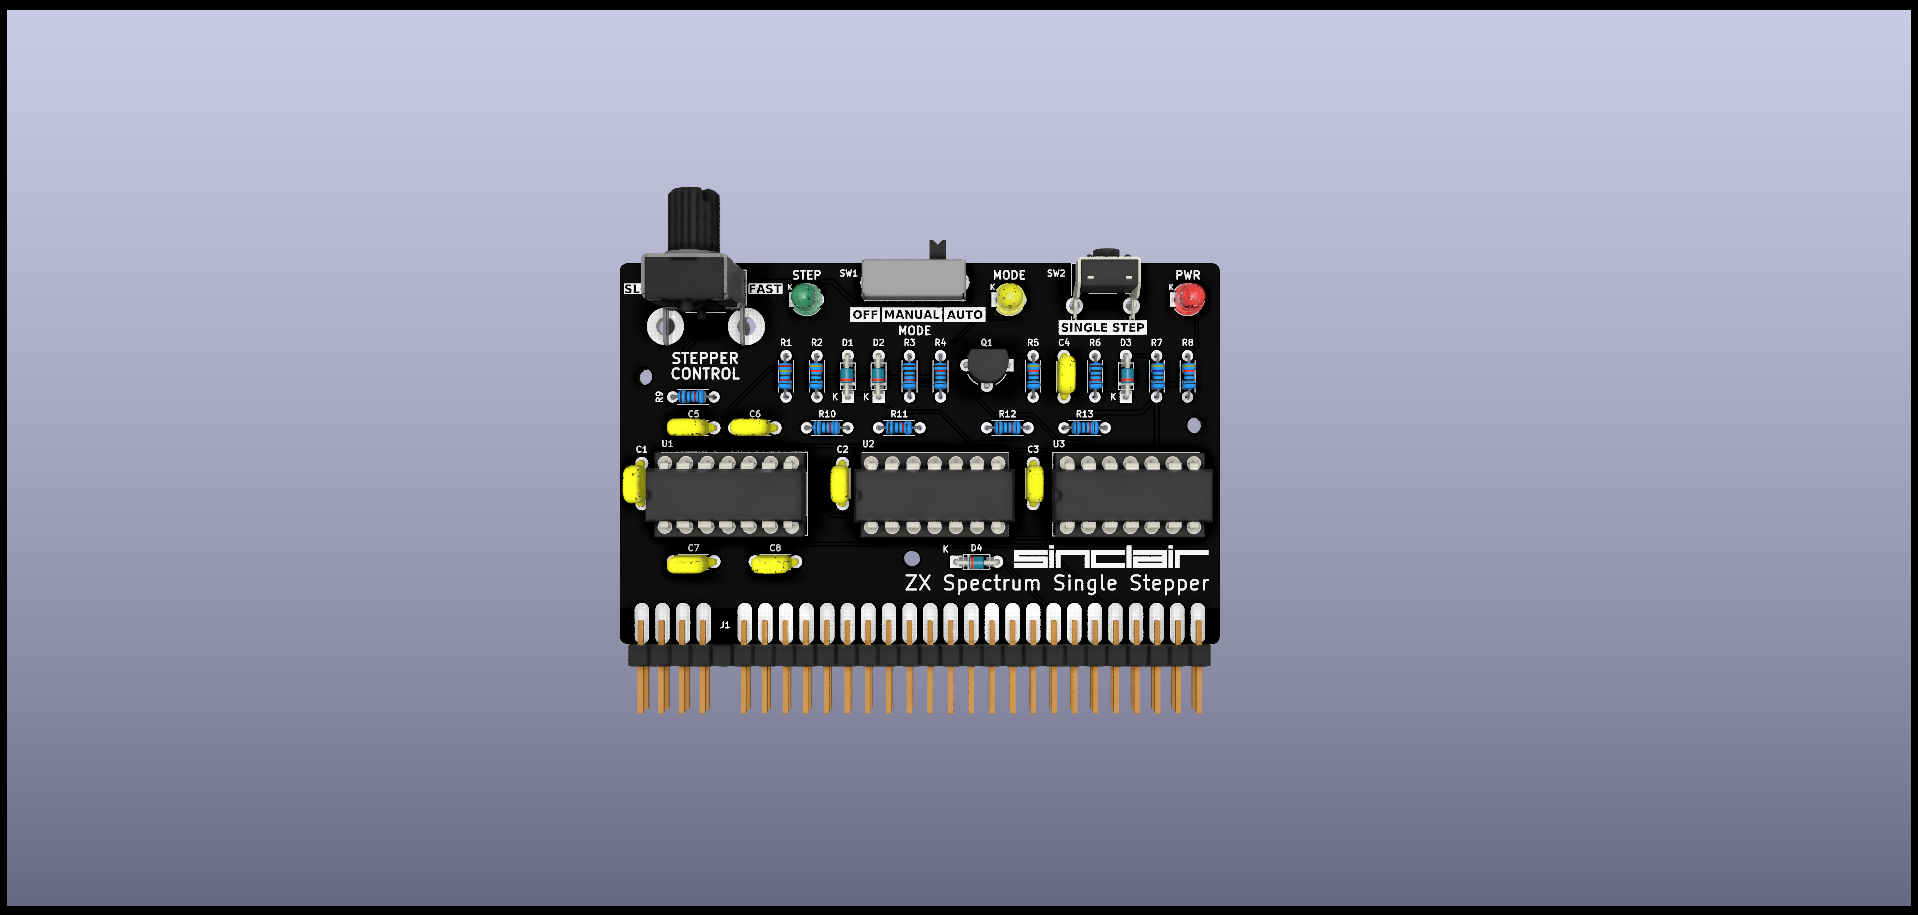 STEP SW1 MODE SW2 PWR
K K K K
SL FAST
OFF MANUAL AUTO
SINGLE STEP
MODE
R1 R2 D1 D2 R3 R4 Q1 R5 C4 R6 D3 R7 R8
STEPPER
CONTROL
K K K
R9
C5 C6 R10 R11 R12 R13
U1 U2 U3
C1 C2 C3
C7 C8 K D4
sinclair
ZX Spectrum Single Stepper
J1